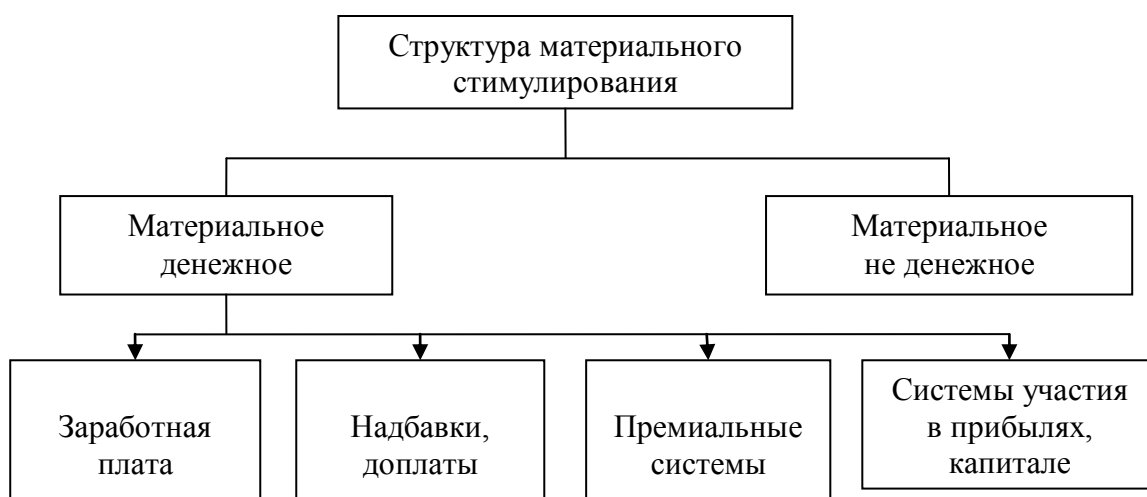 Структура материального
стимулирования
Материальное
денежное
Материальное
не денежное
Заработная
плата
Надбавки,
доплаты
Премиальные
системы
Системы участия
в прибылях,
капитале